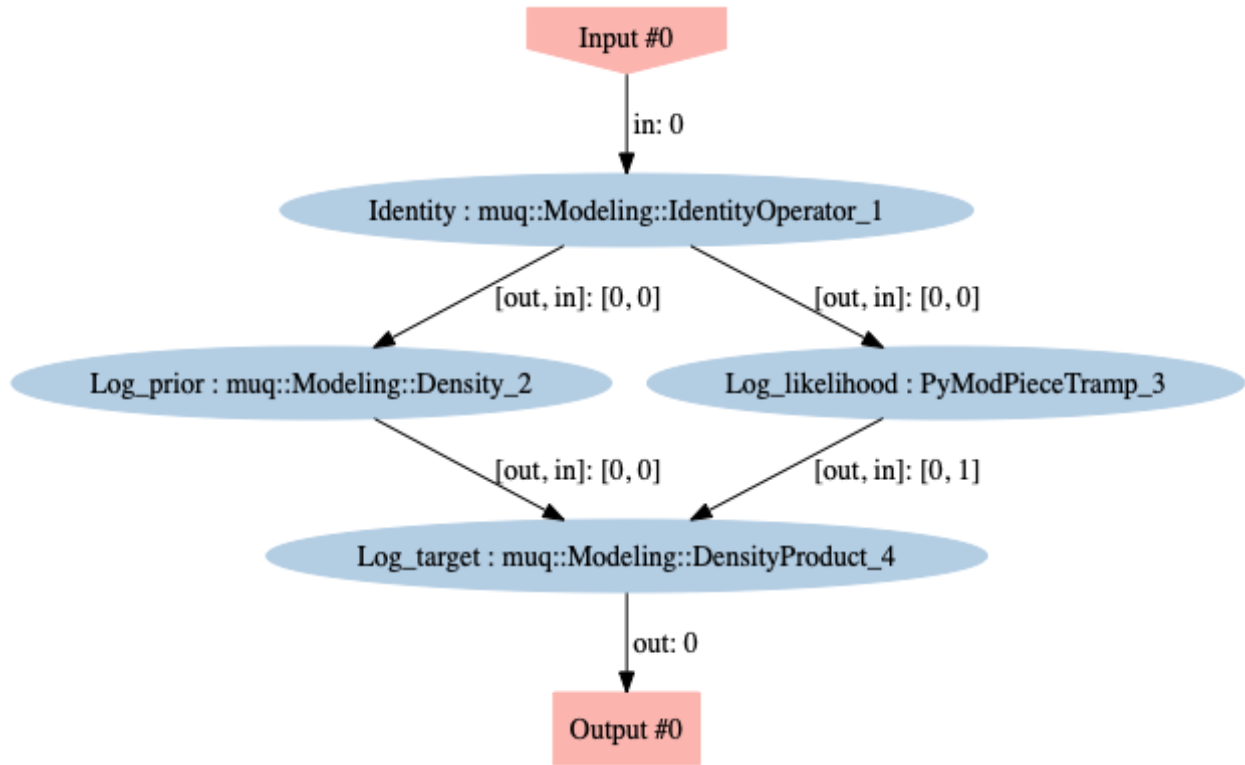 Input #0
in: 0
Identity : muq::Modeling::IdentityOperator_1
[out, in]: [0, 0]
[out, in]: [0, 0]
Log_prior : muq::Modeling::Density_2
Log_likelihood : PyModPieceTramp_3
[out, in]: [0, 0]
[out, in]: [0, 1]
Log_target : muq::Modeling::DensityProduct_4
out: 0
Output #0